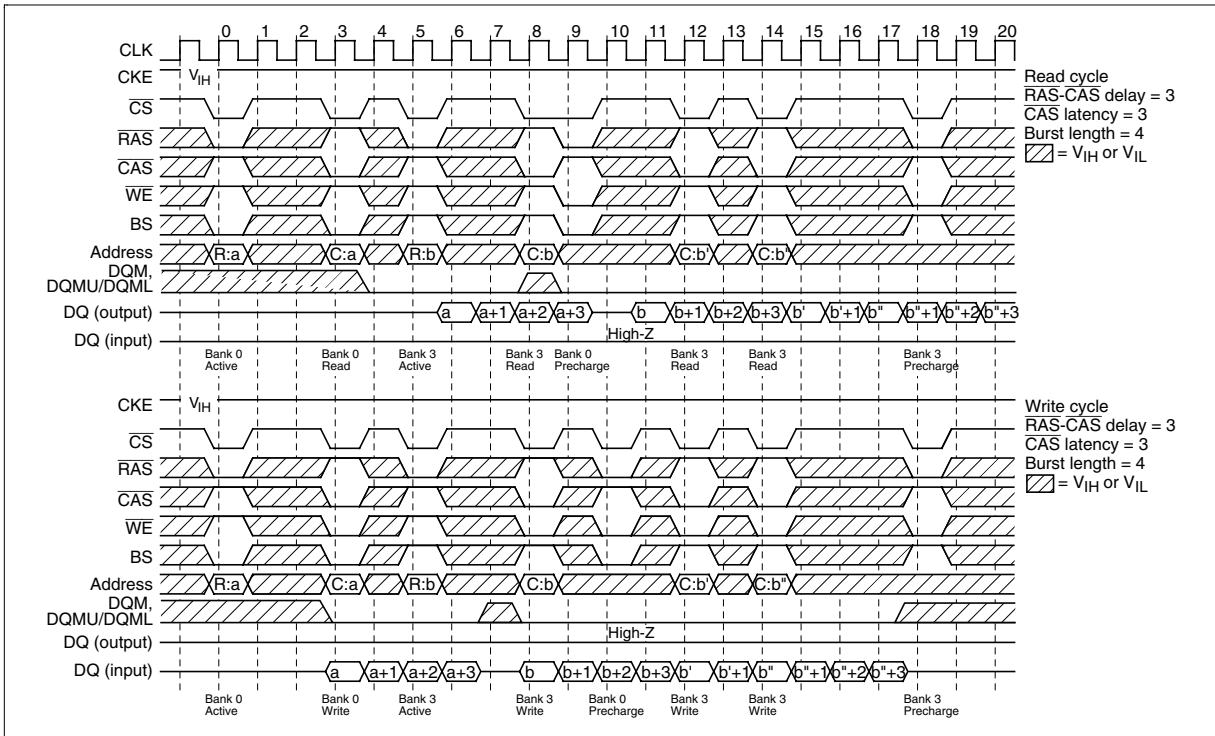 0 1 2 3 4 5 6 7 8 9 10 11 12 13 14 15 16 17 18 19 20
CLK
CKE VIH
CS
RAS
CAS
WE
BS
Address R:a C:a R:b C:b C:b' C:b'
DQM,
DQMU/DQML
DQ (output) a a+1 a+2 a+3 b b+1 b+2 b+3 b' b'+1 b" b"+1 b"+2 b"+3
High-Z
DQ (input)
Bank 0 Active
Bank 0 Read
Bank 3 Active
Bank 3 Read
Bank 0 Precharge
Bank 3 Read
Bank 3 Read
Bank 3 Precharge
Read cycle
RAS-CAS delay = 3
CAS latency = 3
Burst length = 4
= VIH or VIL
CKE VIH
CS
RAS
CAS
WE
BS
Address R:a C:a R:b C:b C:b' C:b"
DQM,
DQMU/DQML
High-Z
DQ (output)
DQ (input) a a+1 a+2 a+3 b b+1 b+2 b+3 b' b'+1 b" b"+1 b"+2 b"+3
Bank 0 Active
Bank 0 Write
Bank 3 Active
Bank 3 Write
Bank 0 Precharge
Bank 3 Write
Bank 3 Write
Bank 3 Precharge
Write cycle
RAS-CAS delay = 3
CAS latency = 3
Burst length = 4
= VIH or VIL